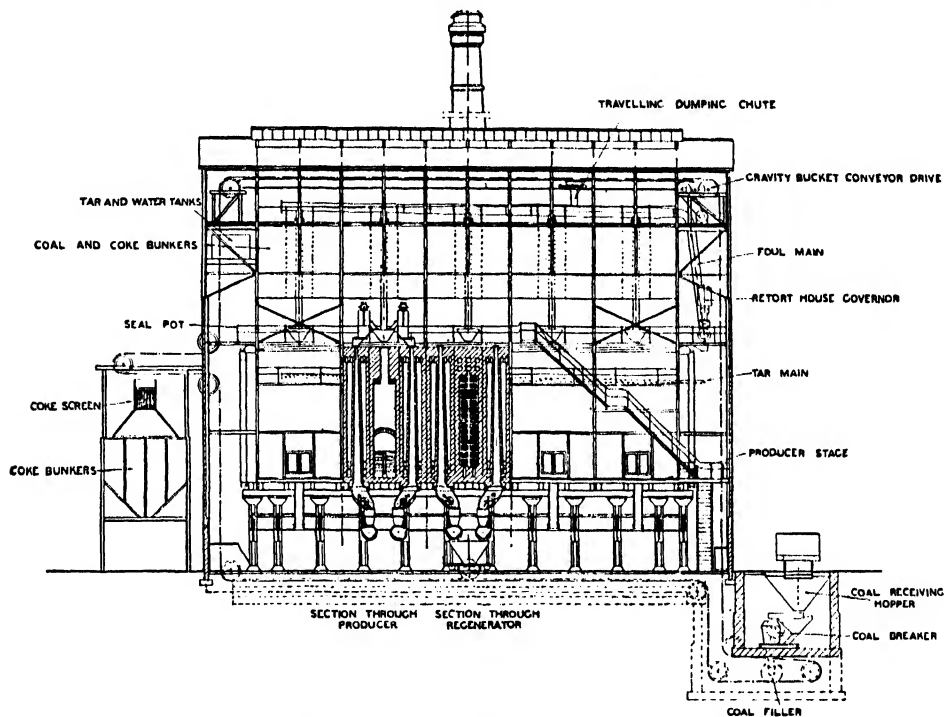 TRAVELLING DUMPING CHUTE
GRAVITY BUCKET CONVEYOR DRIVE
TAR AND WATER TANKS
COAL AND COKE BUNKERS
FOUL MAIN
RETORT HOUSE GOVERNOR
SEAL POT
TAR MAIN
COKE SCREEN
PRODUCER STAGE
COKE BUNKERS
COAL RECEIVING
HOPPER
SECTION THROUGH
PRODUCER
SECTION THROUGH
REGENERATOR
COAL BREAKER
COAL FILLER